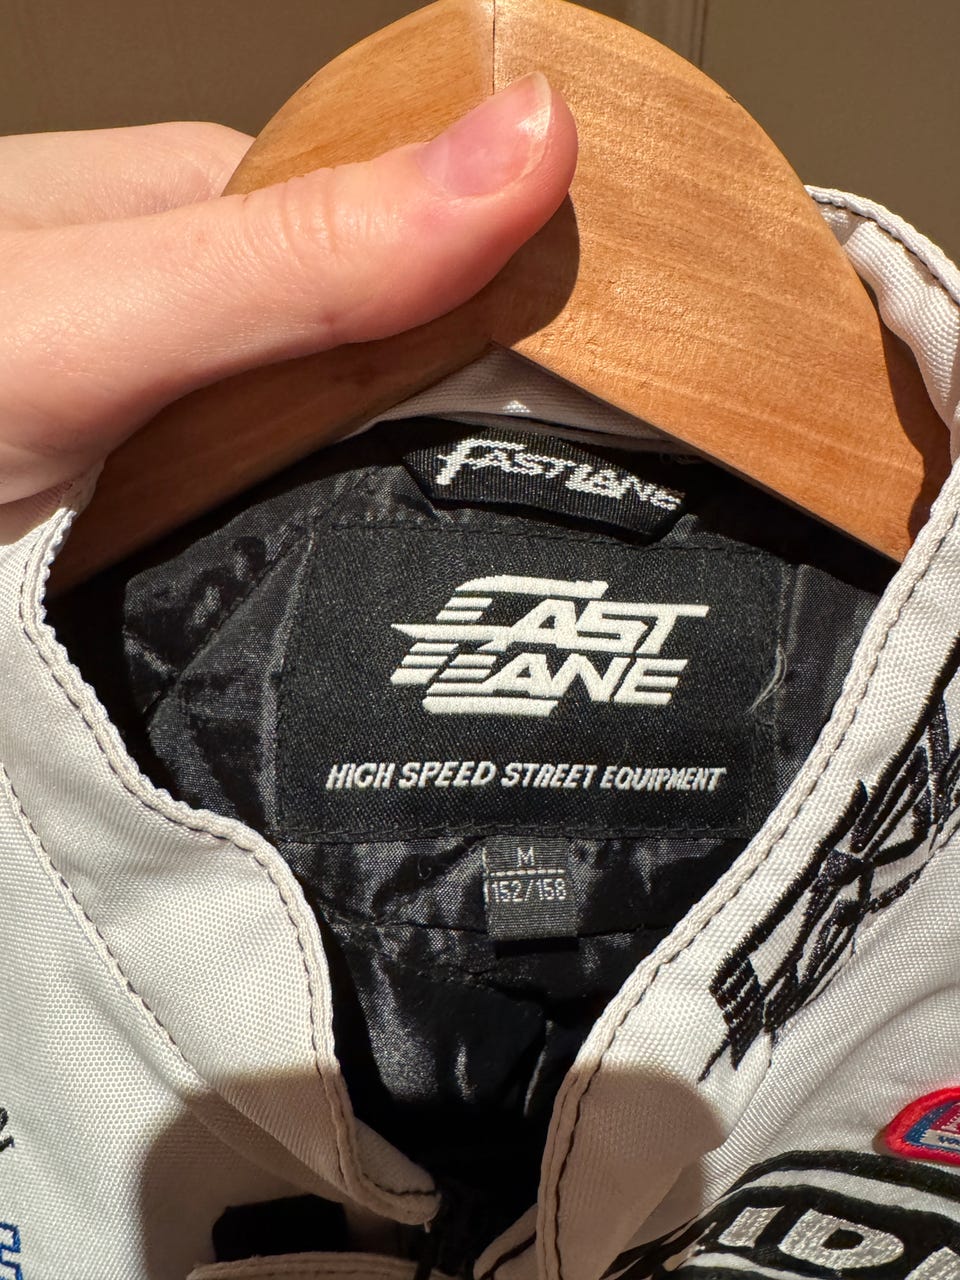 FASTLANE
FAST
LANE
HIGH SPEED STREET EQUIPMENT
M
152/158